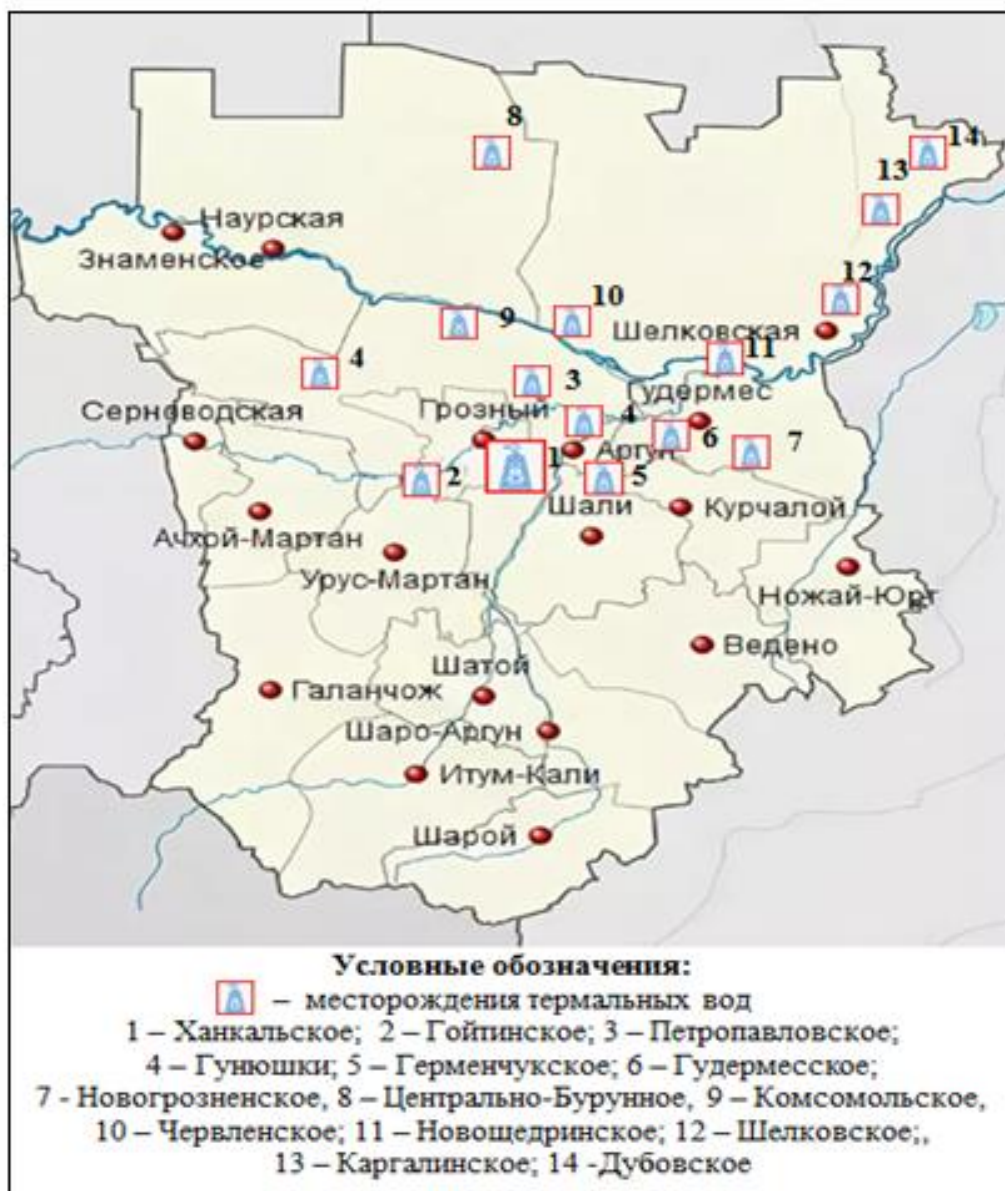 8
14
13
Наурская
Знаменское
12
10
9
Шелковская
11
4
3
Гудермес
Серноводская
Грозный
4
6
7
1
Аргун
2
5
Шали
Курчалой
Ачхой-Мартан
Урус-Мартан
Ножай-Юрт
Ведено
Шатой
Галанчож
Шаро-Аргун
Итум-Кали
Шарой
Условные обозначения:
– месторождения термальных вод
1 – Ханкальское; 2 – Гойтинское; 3 – Петропавловское;
4 – Гунюшки; 5 – Герменчукское; 6 – Гудермесское;
7 - Новогрозненское, 8 – Центрально-Бурунное, 9 – Комсомольское,
10 – Червленское; 11 – Новощедринское; 12 – Шелковское;,
13 – Каргалинское; 14 -Дубовское